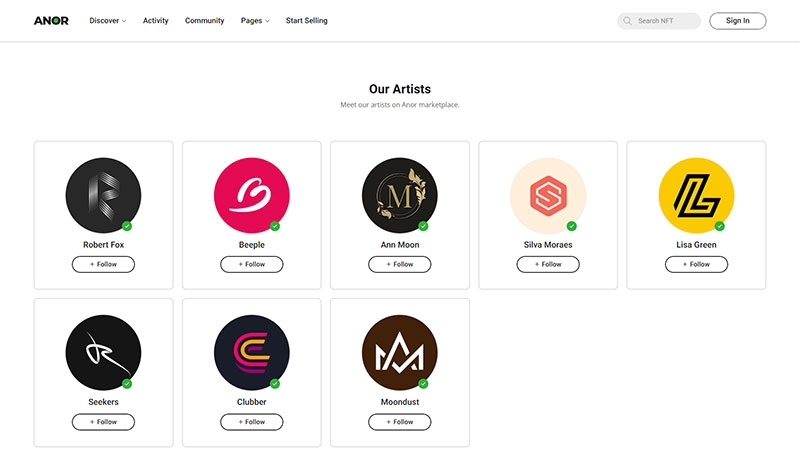 ANOR Discover Activity Community Pages Start Selling Search NFT Sign In
Our Artists
Meet our artists on Anor marketplace.
R B M S L
Robert Fox Beeple Ann Moon Silva Moraes Lisa Green
+ Follow + Follow + Follow + Follow + Follow
Seekers Clubber Moondust
+ Follow + Follow + Follow